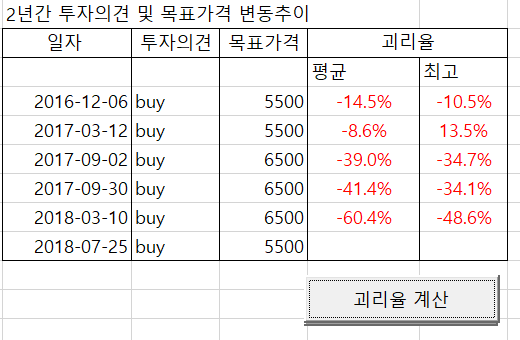 2년간 투자의견 및 목표가격 변동추이
일자 투자의견 목표가격 괴리율
평균 최고
2016-12-06 buy 5500 -14.5% -10.5%
2017-03-12 buy 5500 -8.6% 13.5%
2017-09-02 buy 6500 -39.0% -34.7%
2017-09-30 buy 6500 -41.4% -34.1%
2018-03-10 buy 6500 -60.4% -48.6%
2018-07-25 buy 5500
괴리율 계산